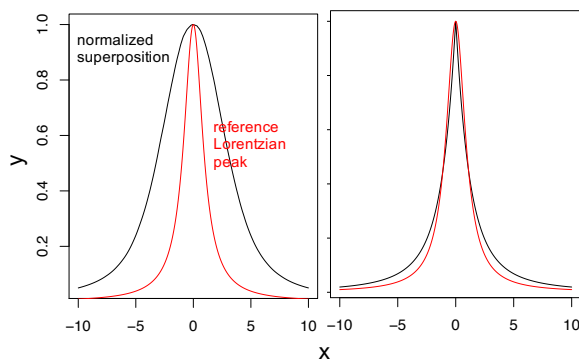 normalized
superposition
reference
Lorentzian
peak
y
1.0
0.8
0.6
0.4
0.2
−10 −5 0 5 10
−10 −5 0 5 10
x